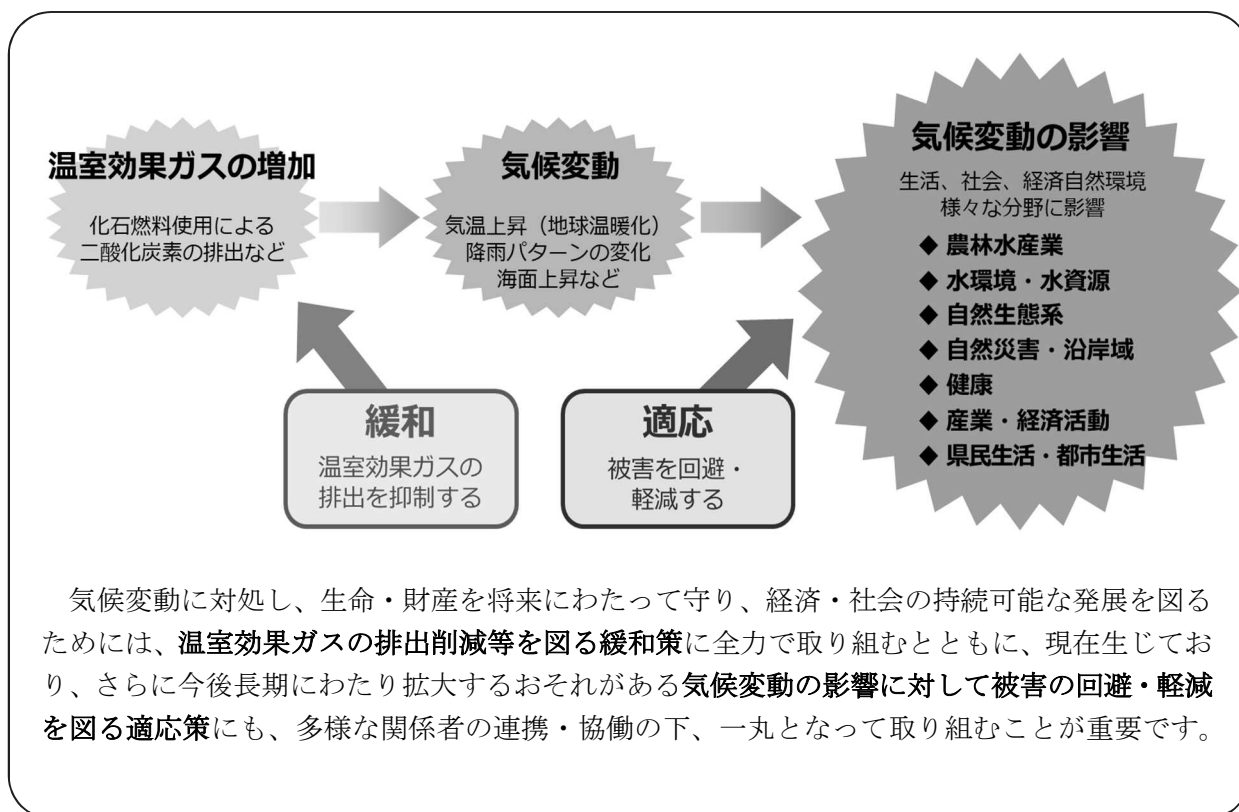 温室効果ガスの増加
化石燃料使用による
二酸化炭素の排出など
気候変動
気温上昇（地球温暖化）
降雨パターンの変化
海面上昇など
気候変動の影響
生活、社会、経済自然環境
様々な分野に影響
◆ 農林水産業
◆ 水環境・水資源
◆ 自然生態系
◆ 自然災害・沿岸域
◆ 健康
◆ 産業・経済活動
◆ 県民生活・都市生活
緩和
温室効果ガスの
排出を抑制する
適応
被害を回避・
軽減する
気候変動に対処し、生命・財産を将来にわたって守り、経済・社会の持続可能な発展を図る
ためには、温室効果ガスの排出削減等を図る緩和策に全力で取り組むとともに、現在生じてお
り、さらに今後長期にわたり拡大するおそれがある気候変動の影響に対して被害の回避・軽減
を図る適応策にも、多様な関係者の連携・協働の下、一丸となって取り組むことが重要です。